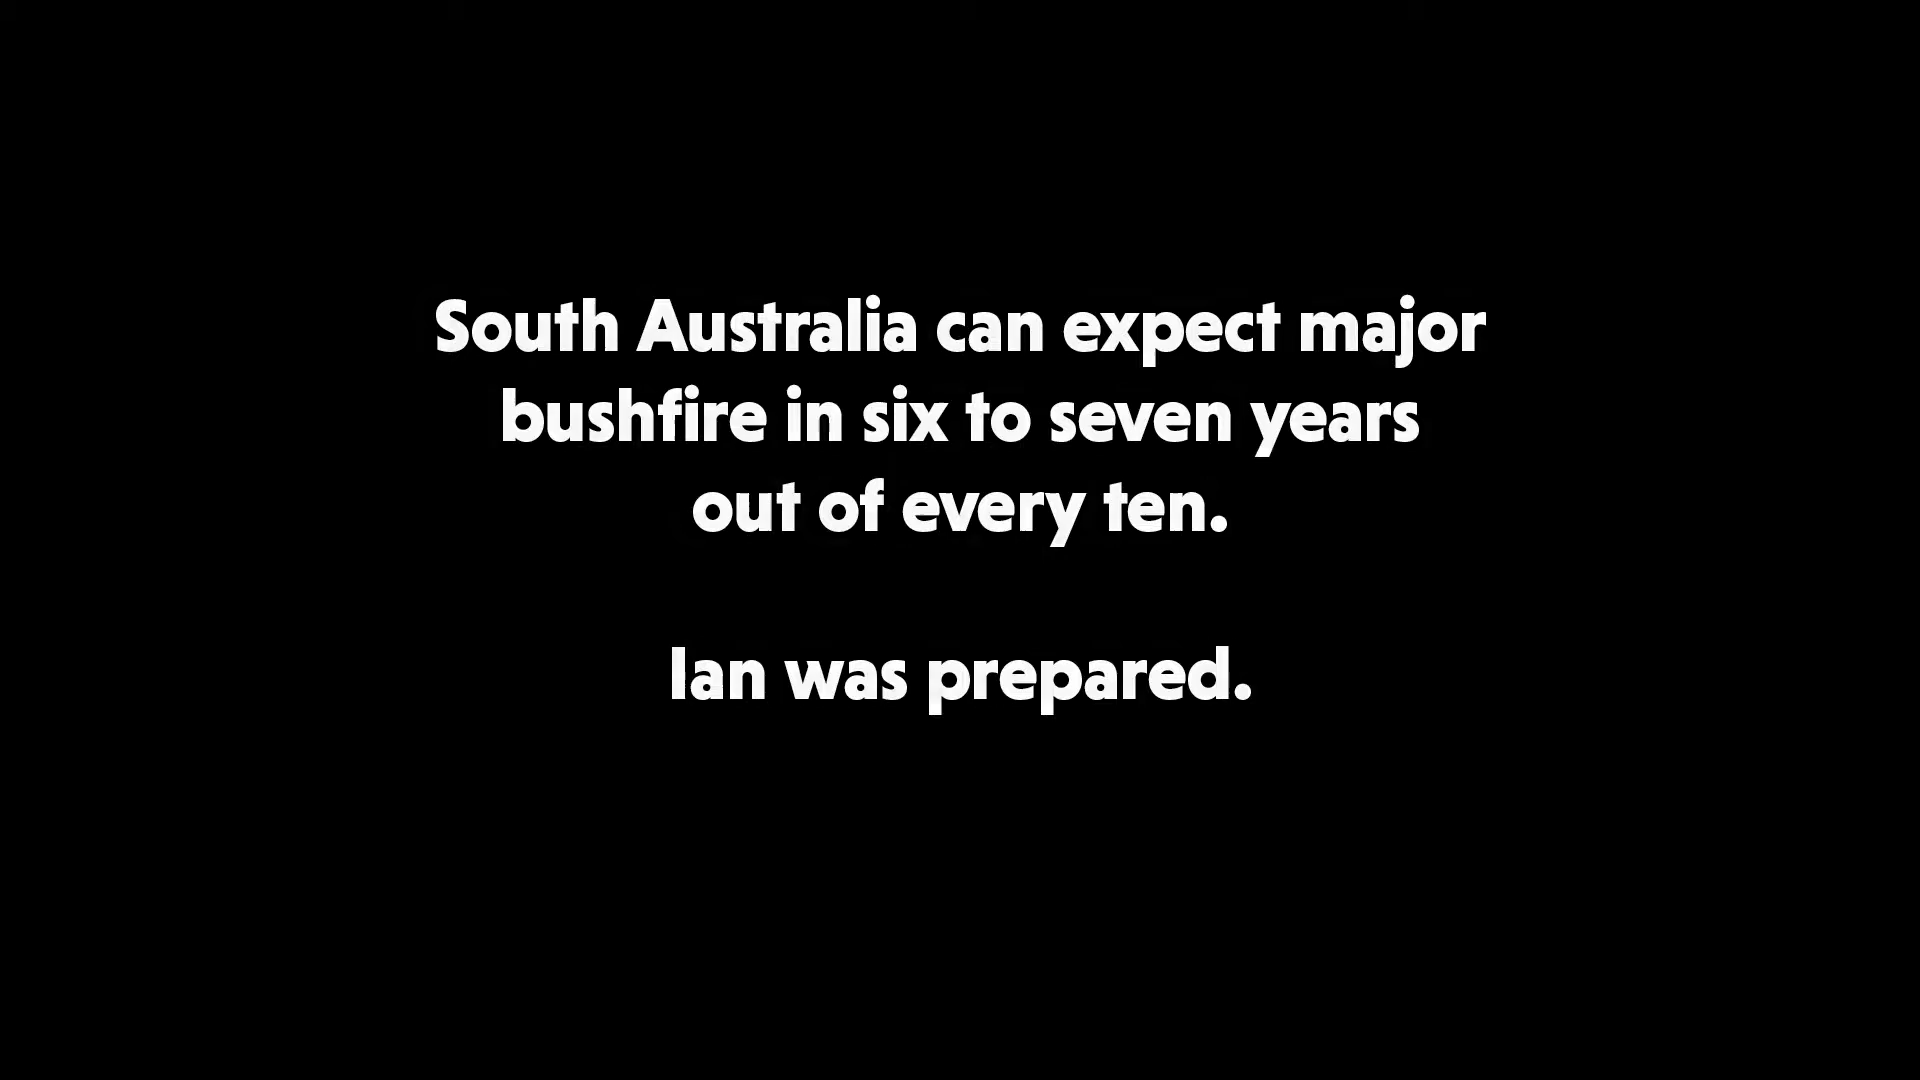 South Australia can expect major
bushfire in six to seven years
out of every ten.
Ian was prepared.